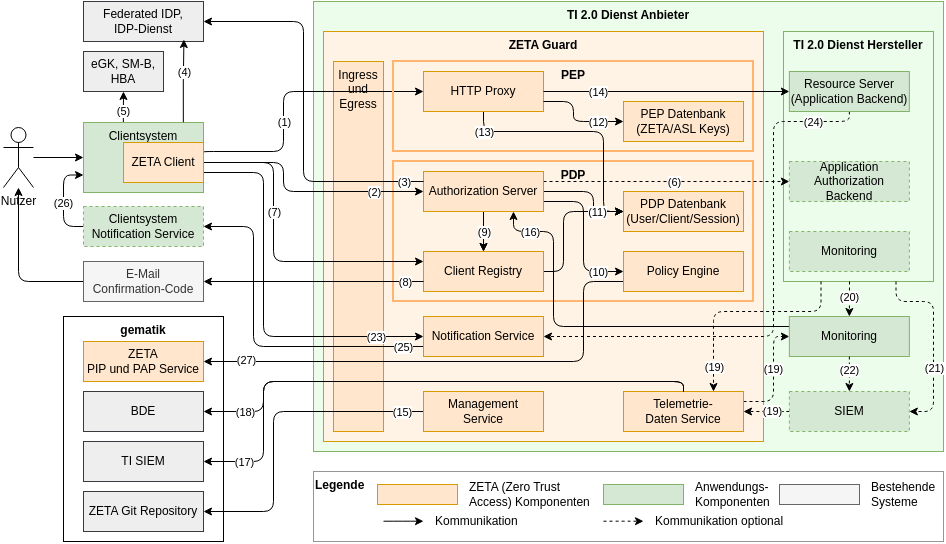 Federated IDP,
IDP-Dienst
TI 2.0 Dienst Anbieter
ZETA Guard
TI 2.0 Dienst Hersteller
eGK, SM-B,
HBA
(4)
(5)
Ingress
und
Egress
PEP
HTTP Proxy
(14)
Resource Server
(Application Backend)
(1)
(12)
PEP Datenbank
(ZETA/ASL Keys)
(13)
(24)
Clientsystem
ZETA Client
Nutzer
(3)
(2)
PDP
Authorization Server
(6)
Application
Authorization
Backend
(26)
(7)
(11)
PDP Datenbank
(User/Client/Session)
Clientsystem
Notification Service
(9)
(16)
Monitoring
E-Mail
Confirmation-Code
(8)
Client Registry
(10)
Policy Engine
(20)
gematik
(23)
(25)
Notification Service
Monitoring
ZETA
PIP und PAP Service
(27)
(19)
(19)
(22)
(21)
BDE
(18)
(15)
Management
Service
Telemetrie-
Daten Service
(19)
SIEM
TI SIEM
(17)
ZETA Git Repository
Legende
ZETA (Zero Trust
Access) Komponenten
Anwendungs-
Komponenten
Bestehende
Systeme
Kommunikation
Kommunikation optional